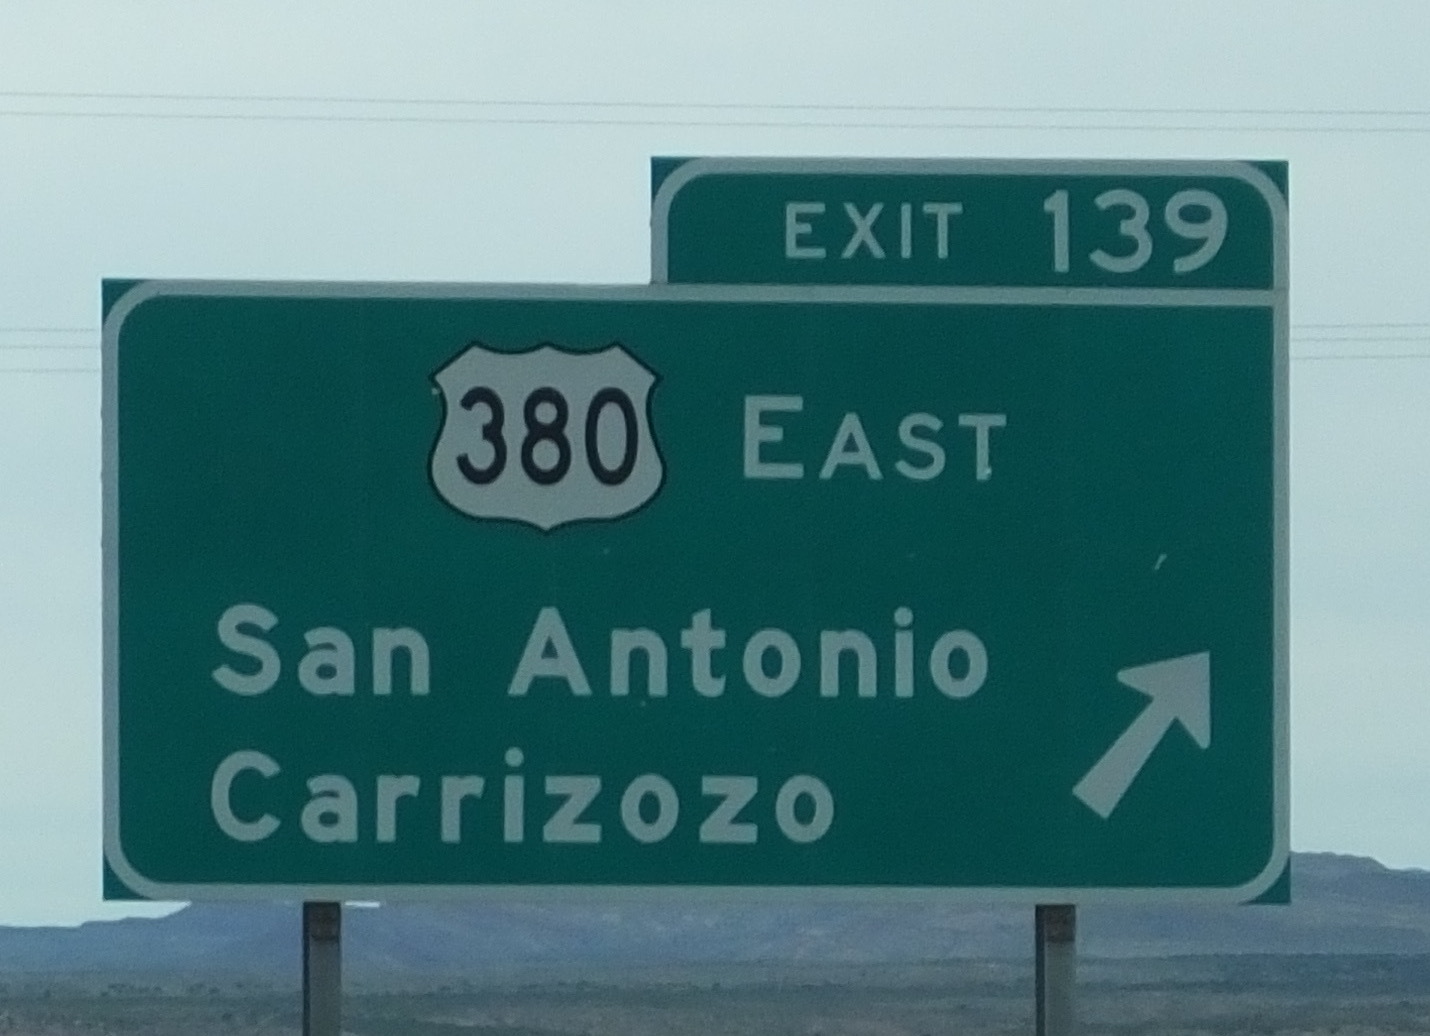 EXIT 139
380 EAST
San Antonio
Carrizozo